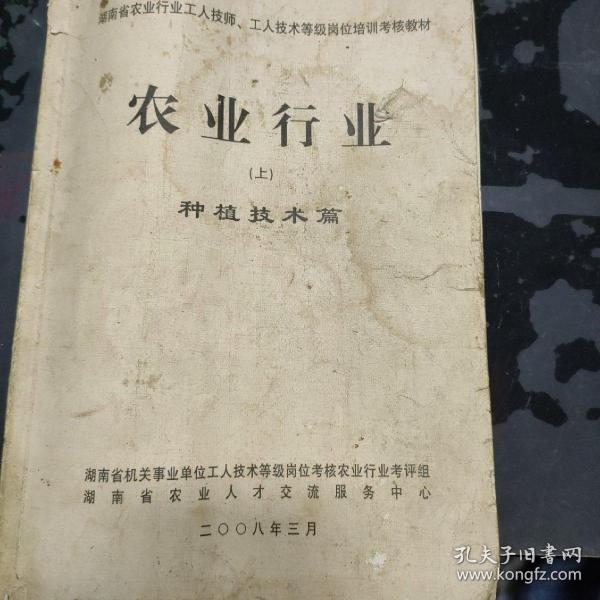 湖南省农业行业工人技师、工人技术等级岗位培训考核教材
农业行业
(上)
种植技术篇
湖南省机关事业单位工人技术等级岗位考核农业行业考评组
湖南省农业人才交流服务中心
二〇〇八年三月
孔夫子旧书网
www.kongfz.com